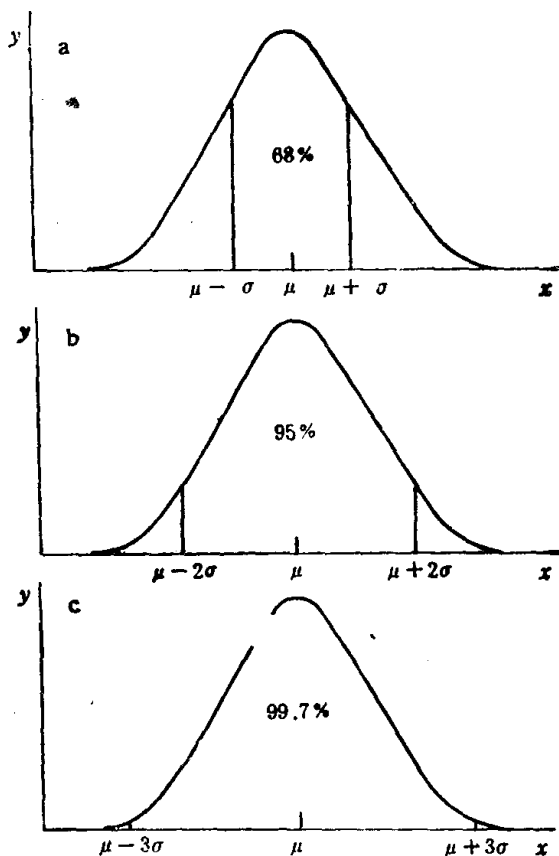 y a
68%
μ − σ μ μ + σ x
y b
95%
μ − 2σ μ μ + 2σ x
y c
99.7%
μ − 3σ μ μ + 3σ x